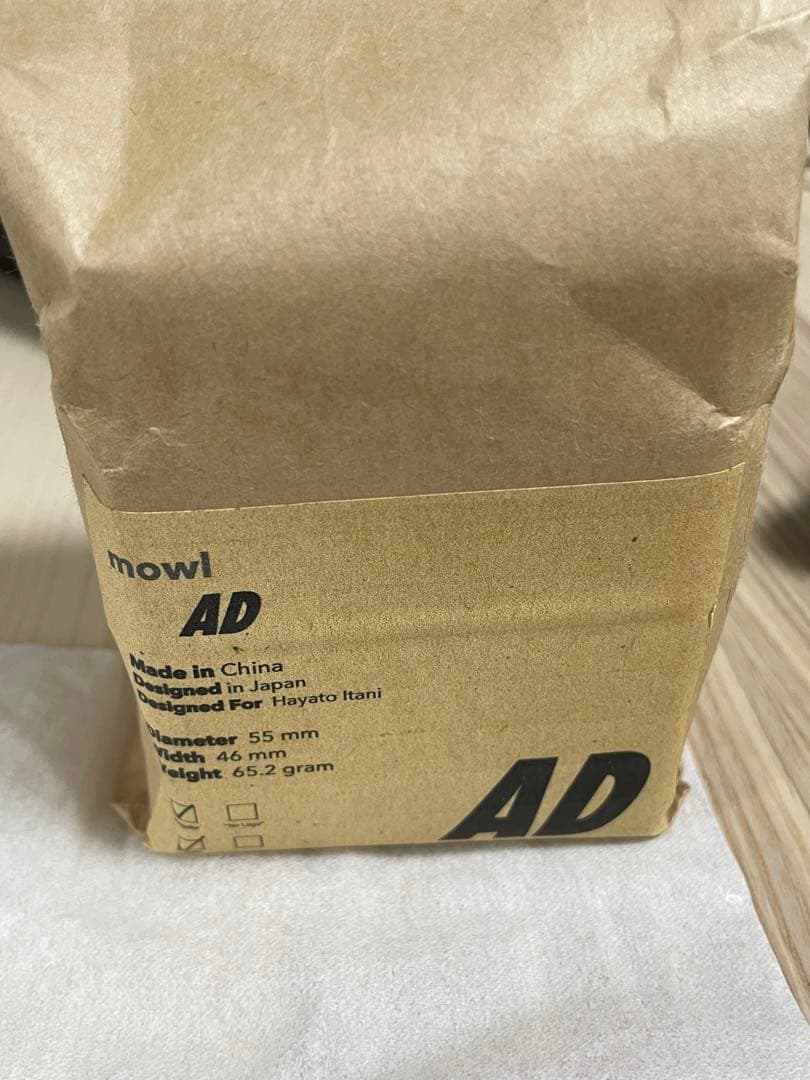 mowl
AD
Made in China
Designed in Japan
Designed For Hayato Itani
Diameter 55 mm
Width 46 mm
Weight 65.2 gram
AD